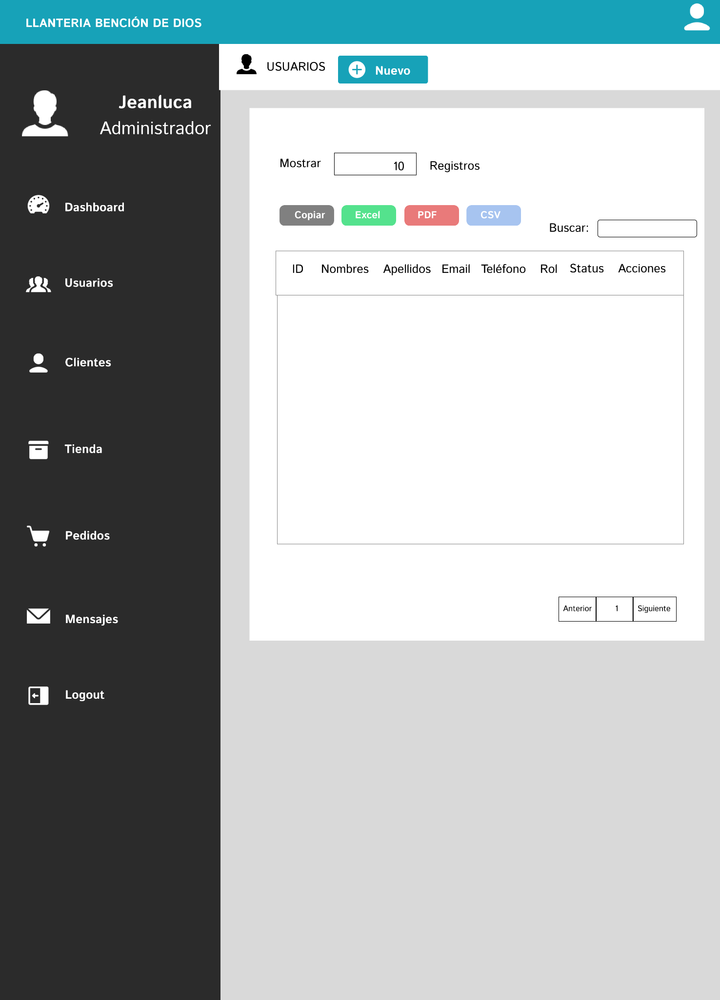 LLANTERIA BENCIÓN DE DIOS
USUARIOS
Nuevo
Jeanluca
Administrador
Dashboard
Usuarios
Clientes
Tienda
Pedidos
Mensajes
Logout
Mostrar 10 Registros
Copiar Excel PDF CSV
Buscar:
ID Nombres Apellidos Email Teléfono Rol Status Acciones
Anterior 1 Siguiente